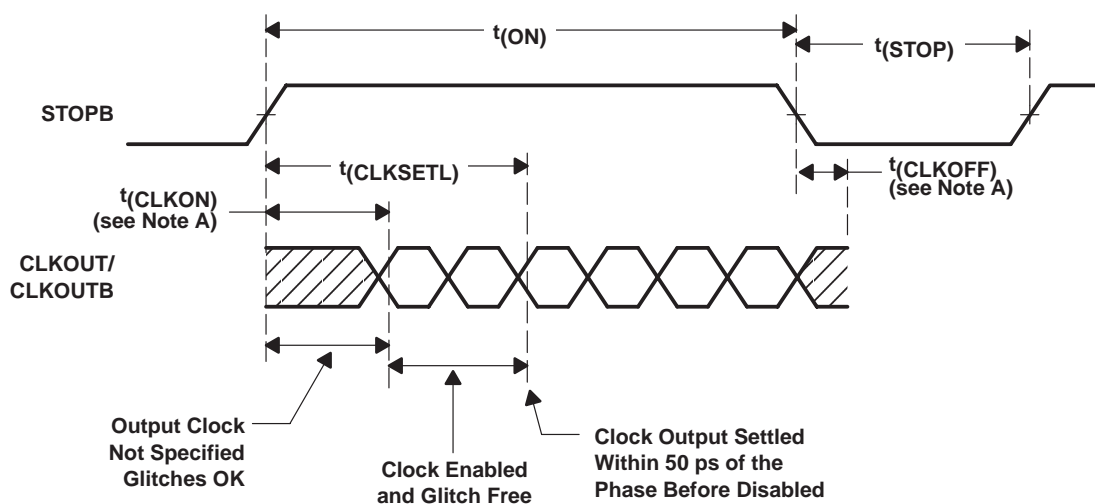 t(ON)
t(STOP)
STOPB
t(CLKSETL)
t(CLKOFF)
(see Note A)
t(CLKON)
(see Note A)
CLKOUT/
CLKOUTB
Output Clock
Not Specified
Glitches OK
Clock Enabled
and Glitch Free
Clock Output Settled
Within 50 ps of the
Phase Before Disabled